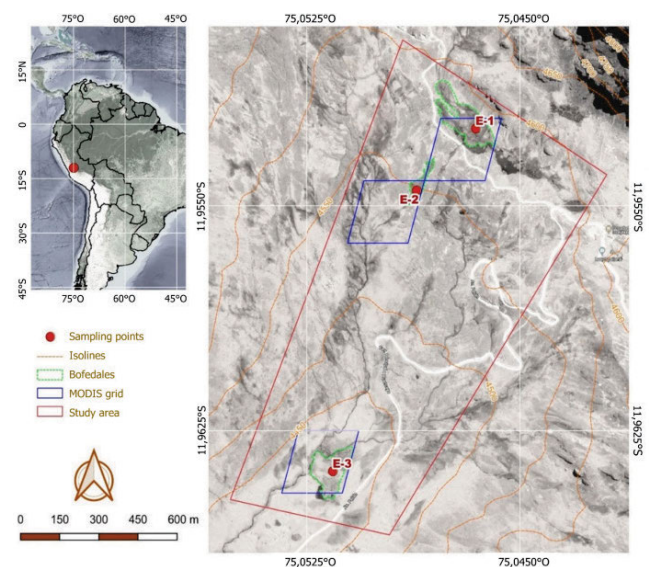 75°O 60°O 45°O
15°N
0
15°S
30°S
45°S
75°O 60°O 45°O
75,0525°O 75,0450°O
11,9550°S
11,9625°S
11,9550°S
11,9625°S
75,0525°O 75,0450°O
E-1
E-2
E-3
4500
Sampling points
Isolines
Bofedales
MODIS grid
Study area
0 150 300 450 600 m